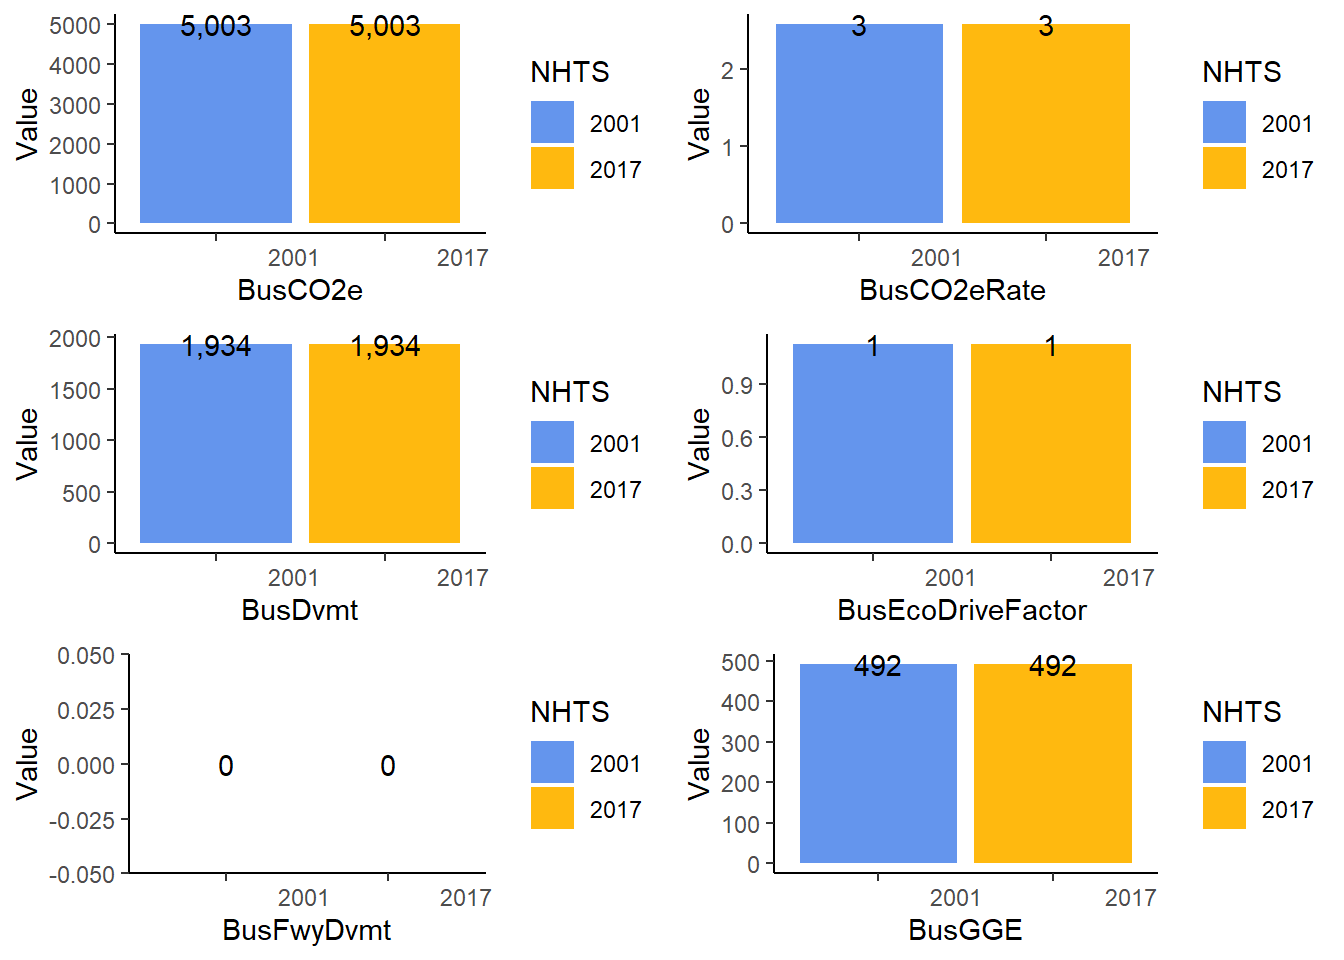 5,003 5,003
5000
4000
3000
2000
1000
0
Value
2001 2017
BusCO2e
NHTS
2001
2017
3 3
2
1
0
Value
2001 2017
BusCO2eRate
NHTS
2001
2017
1,934 1,934
2000
1500
1000
500
0
Value
2001 2017
BusDvmt
NHTS
2001
2017
1 1
0.9
0.6
0.3
0.0
Value
2001 2017
BusEcoDriveFactor
NHTS
2001
2017
0.050
0.025
0.000
-0.025
-0.050
0 0
Value
2001 2017
BusFwyDvmt
NHTS
2001
2017
492 492
500
400
300
200
100
0
Value
2001 2017
BusGGE
NHTS
2001
2017